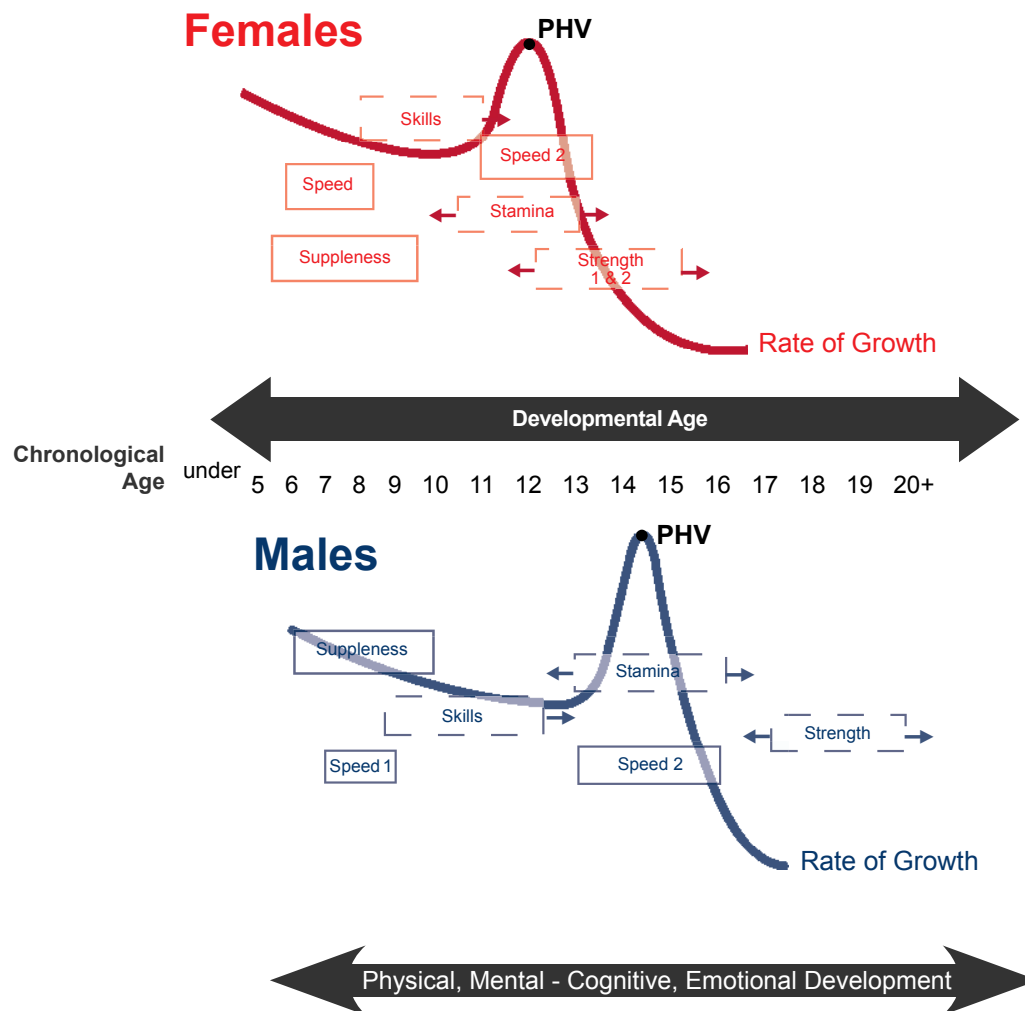 Females
PHV
Skills
Speed 2
Speed
Stamina
Suppleness
Strength
1 & 2
Rate of Growth
Developmental Age
Chronological
Age
under
5 6 7 8 9 10 11 12 13 14 15 16 17 18 19 20+
Males
PHV
Suppleness
Stamina
Skills
Strength
Speed 1
Speed 2
Rate of Growth
Physical, Mental - Cognitive, Emotional Development